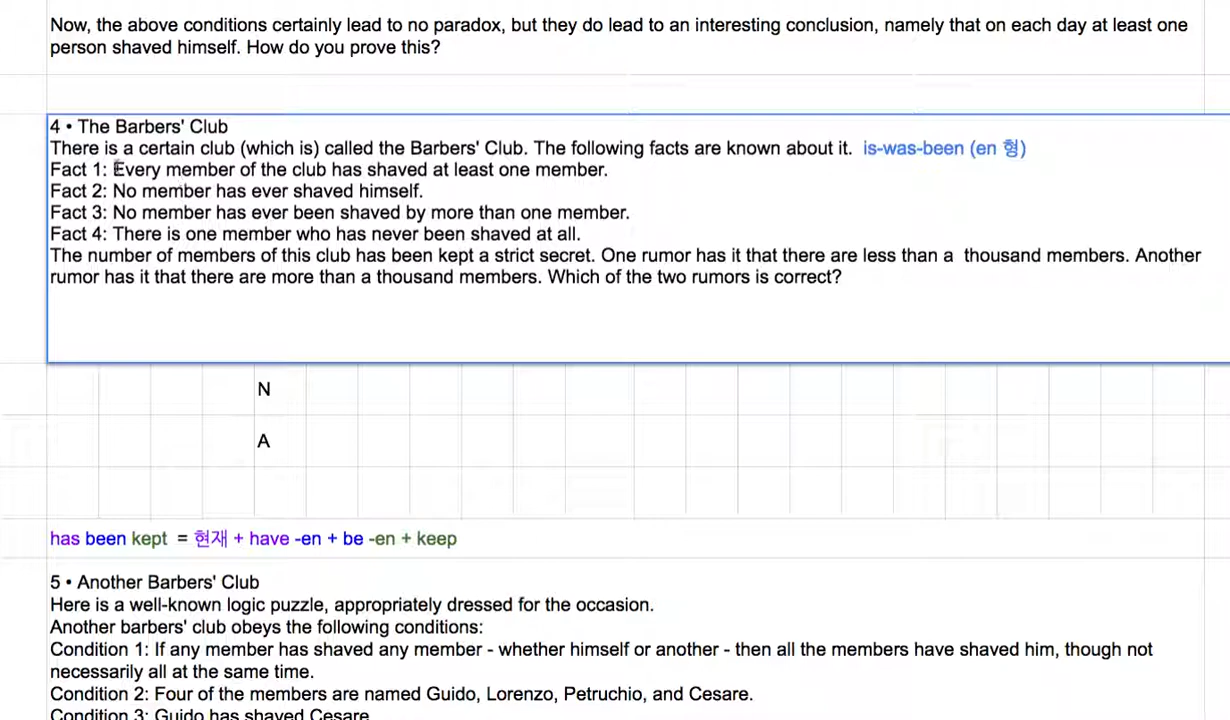 Now, the above conditions certainly lead to no paradox, but they do lead to an interesting conclusion, namely that on each day at least one
person shaved himself. How do you prove this?
4 • The Barbers' Club
There is a certain club (which is) called the Barbers' Club. The following facts are known about it. is-was-been (en 형)
Fact 1: Every member of the club has shaved at least one member.
Fact 2: No member has ever shaved himself.
Fact 3: No member has ever been shaved by more than one member.
Fact 4: There is one member who has never been shaved at all.
The number of members of this club has been kept a strict secret. One rumor has it that there are less than a thousand members. Another
rumor has it that there are more than a thousand members. Which of the two rumors is correct?
N
A
has been kept = 현재 + have -en + be -en + keep
5 • Another Barbers' Club
Here is a well-known logic puzzle, appropriately dressed for the occasion.
Another barbers' club obeys the following conditions:
Condition 1: If any member has shaved any member - whether himself or another - then all the members have shaved him, though not
necessarily all at the same time.
Condition 2: Four of the members are named Guido, Lorenzo, Petruchio, and Cesare.
Condition 3: Guido has shaved Cesare.